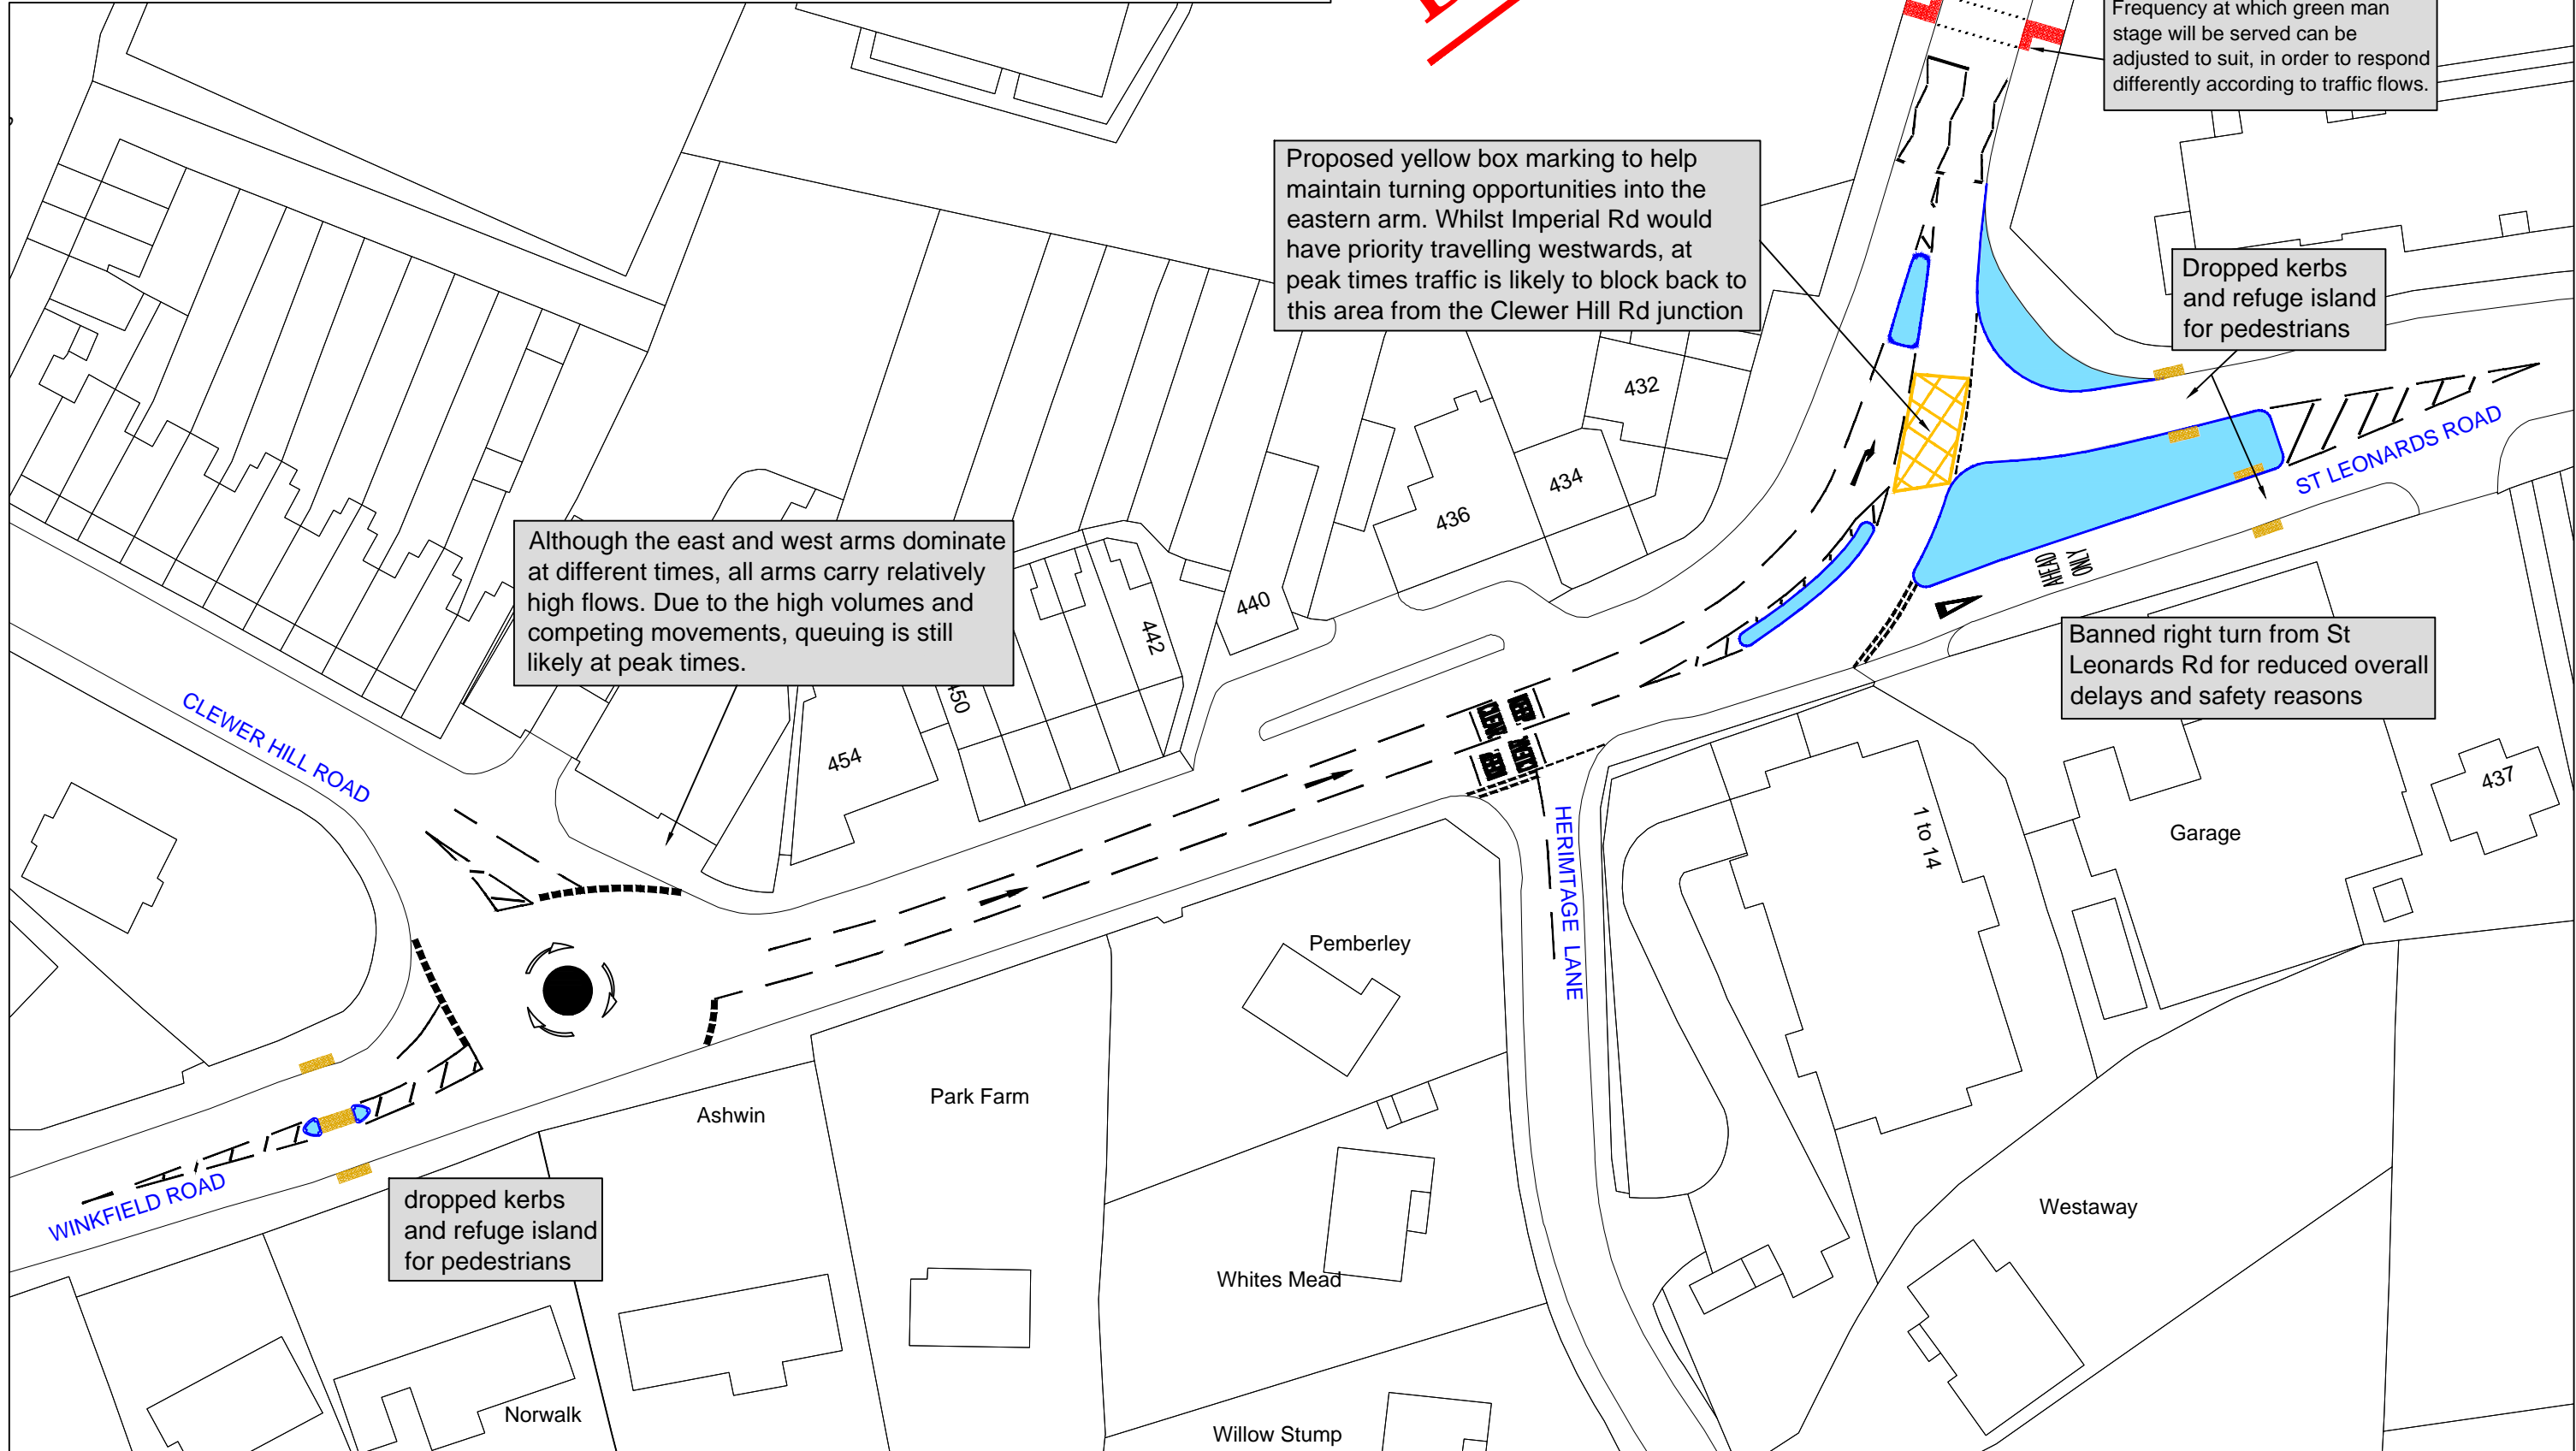 Frequency at which green man
stage will be served can be
adjusted to suit, in order to respond
differently according to traffic flows.
Proposed yellow box marking to help
maintain turning opportunities into the
eastern arm. Whilst Imperial Rd would
have priority travelling westwards, at
peak times traffic is likely to block back to
this area from the Clewer Hill Rd junction
Dropped kerbs
and refuge island
for pedestrians
432
434
436
ST LEONARDS ROAD
Although the east and west arms dominate
at different times, all arms carry relatively
high flows. Due to the high volumes and
competing movements, queuing is still
likely at peak times.
440
442
450
454
AHEAD
ONLY
Banned right turn from St
Leonards Rd for reduced overall
delays and safety reasons
CLEWER HILL ROAD
KEEP
CLEAR
KEEP
CLEAR
HERIMTAGE LANE
1 to 14
Garage
437
Pemberley
Park Farm
Ashwin
WINKFIELD ROAD
dropped kerbs
and refuge island
for pedestrians
Westaway
Whites Mead
Norwalk
Willow Stump